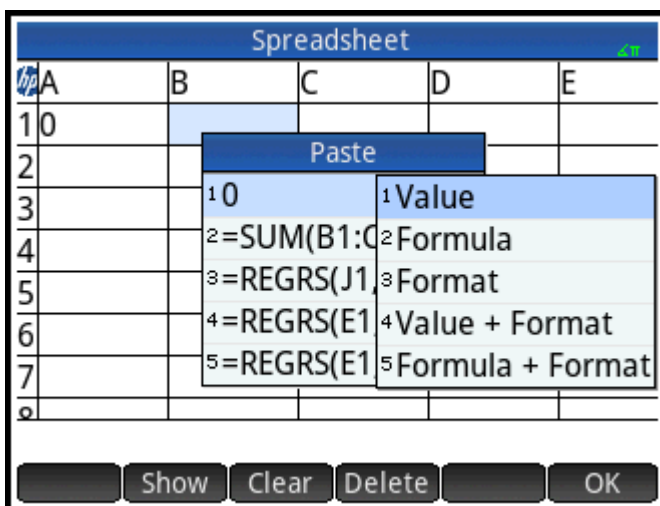 Spreadsheet
∡π
hp A B C D E
1 0
2
3
4
5
6
7
8
Paste
1 0
2 =SUM(B1:C
3 =REGRS(J1,
4 =REGRS(E1
5 =REGRS(E1
1 Value
2 Formula
3 Format
4 Value + Format
5 Formula + Format
Show Clear Delete OK